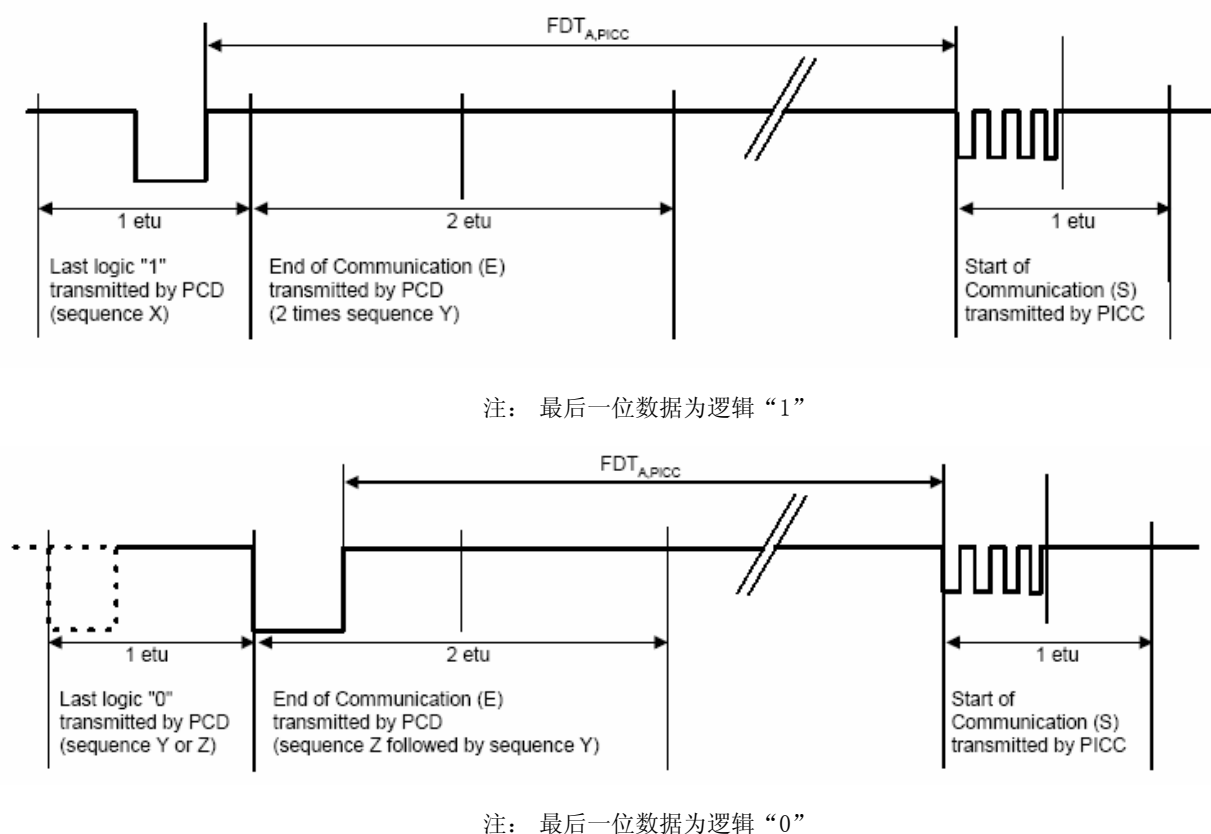 FDTA,PICC
1 etu
2 etu
1 etu
Last logic "1"
transmitted by PCD
(sequence X)
End of Communication (E)
transmitted by PCD
(2 times sequence Y)
Start of
Communication (S)
transmitted by PICC
注： 最后一位数据为逻辑“1”
FDTA,PICC
1 etu
2 etu
1 etu
Last logic "0"
transmitted by PCD
(sequence Y or Z)
End of Communication (E)
transmitted by PCD
(sequence Z followed by sequence Y)
Start of
Communication (S)
transmitted by PICC
注： 最后一位数据为逻辑“0”